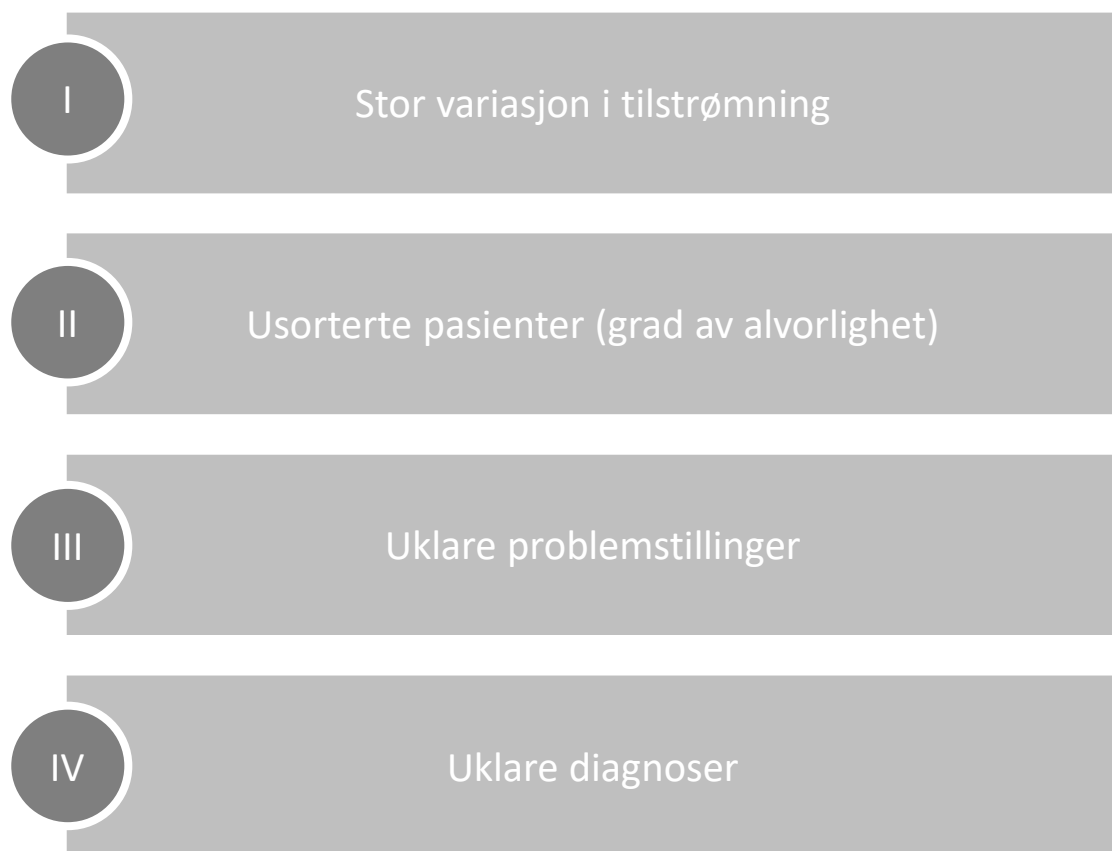 I
Stor variasjon i tilstrømning
II
Usorterte pasienter (grad av alvorlighet)
III
Uklare problemstillinger
IV
Uklare diagnoser